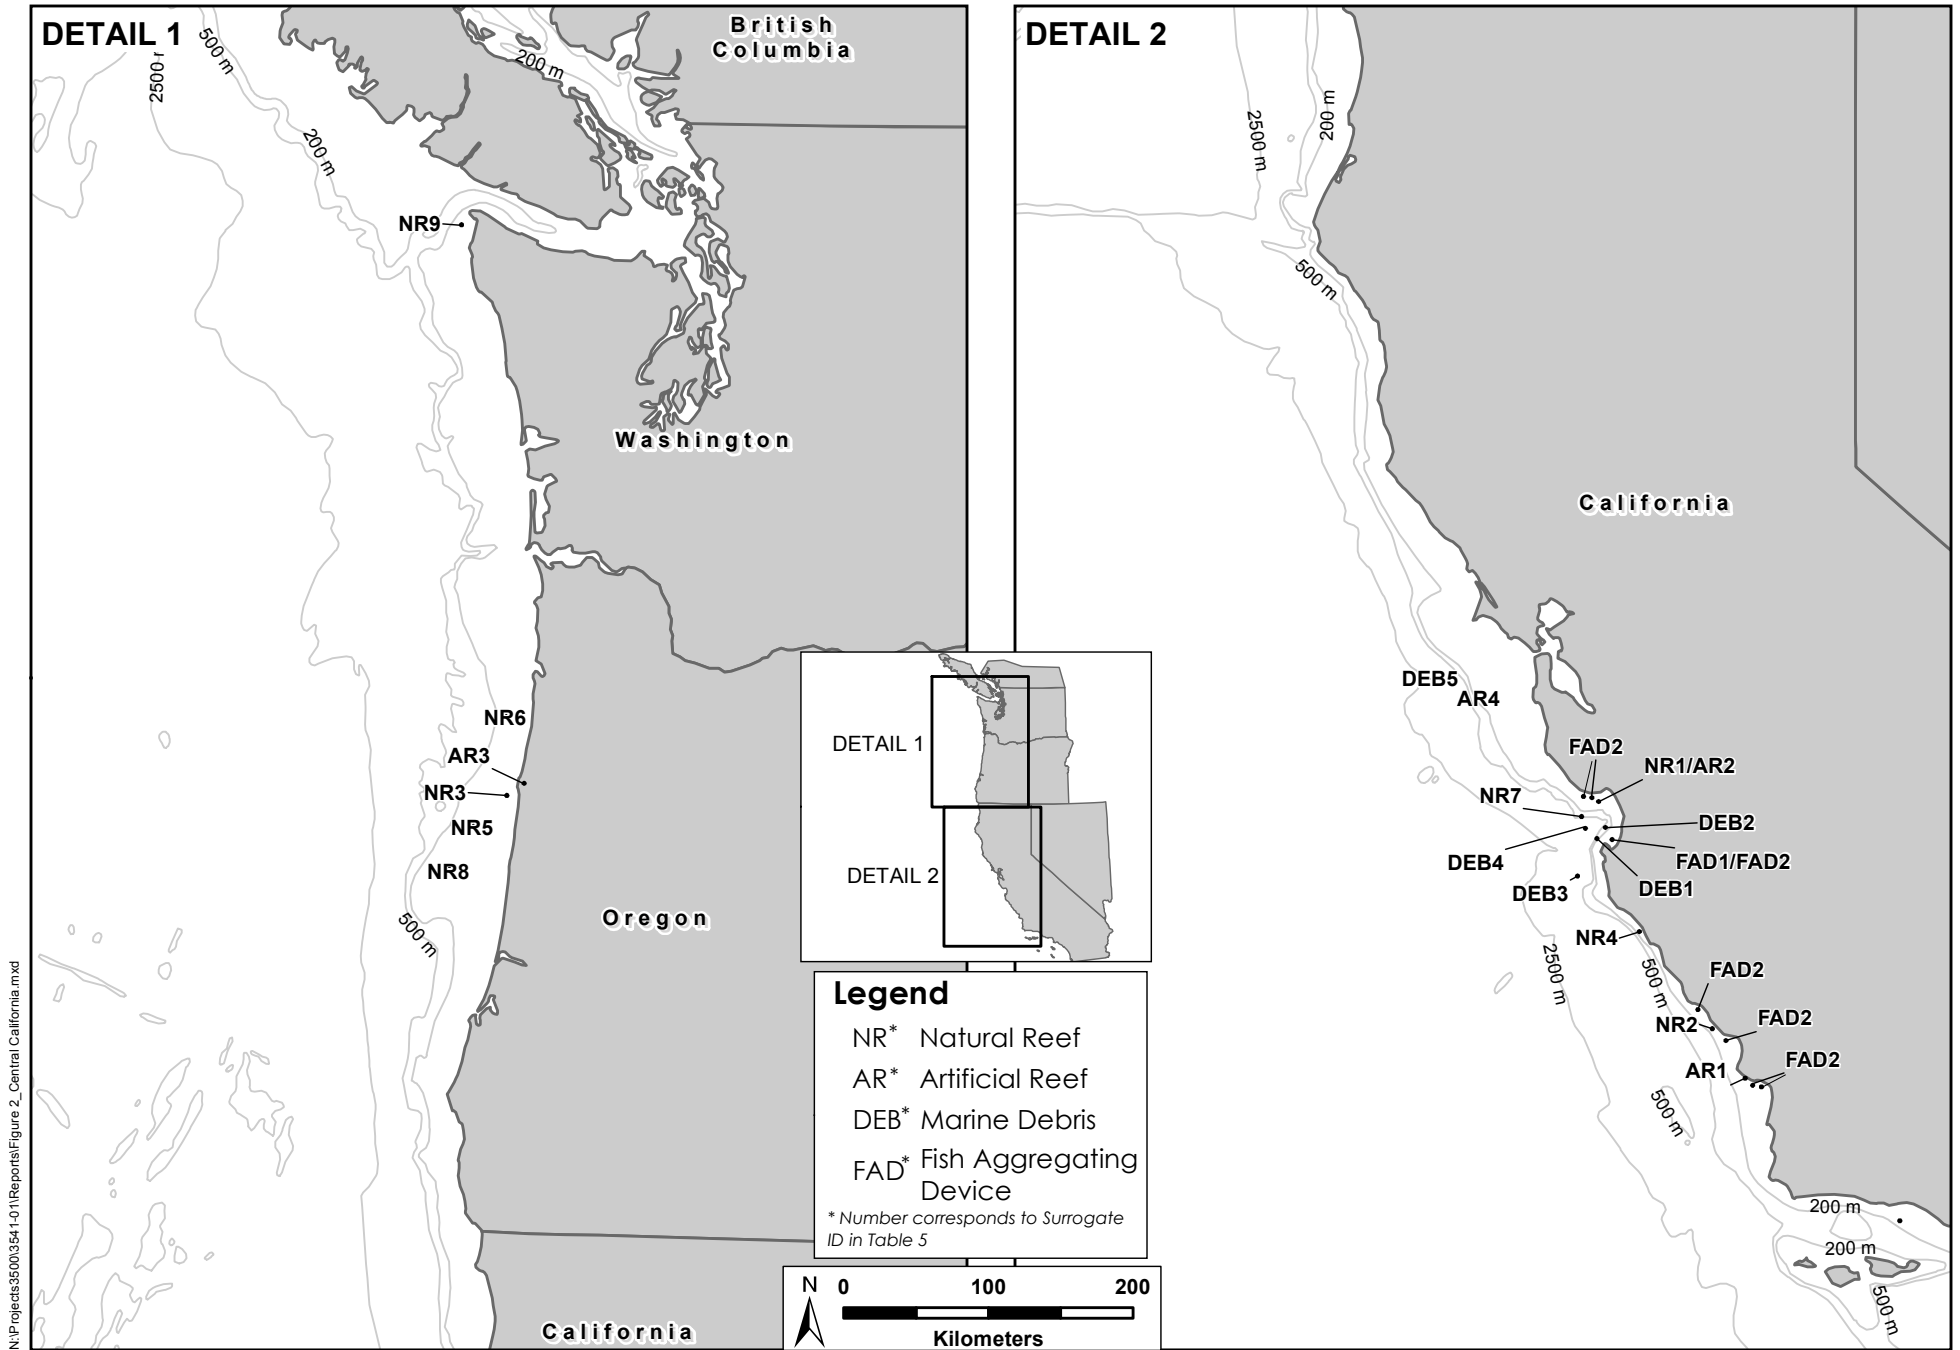 DETAIL 1
500 m
2500 r
200 m
200 m
British
Columbia
NR9
Washington
NR6
AR3
NR3
NR5
NR8
500 m
Oregon
California
DETAIL 2
2500 m
200 m
500 m
California
DEB5
AR4
FAD2
NR1/AR2
NR7
DEB2
DEB4
FAD1/FAD2
DEB1
DEB3
NR4
2500 m
500 m
FAD2
NR2
FAD2
FAD2
AR1
500 m
200 m
200 m
500 m
DETAIL 1
DETAIL 2
Legend
NR* Natural Reef
AR* Artificial Reef
DEB* Marine Debris
FAD* Fish Aggregating
Device
* Number corresponds to Surrogate
ID in Table 5
N
0 100 200
Kilometers
N:\Projects3500\3541-01\Reports\Figure 2_Central California.mxd